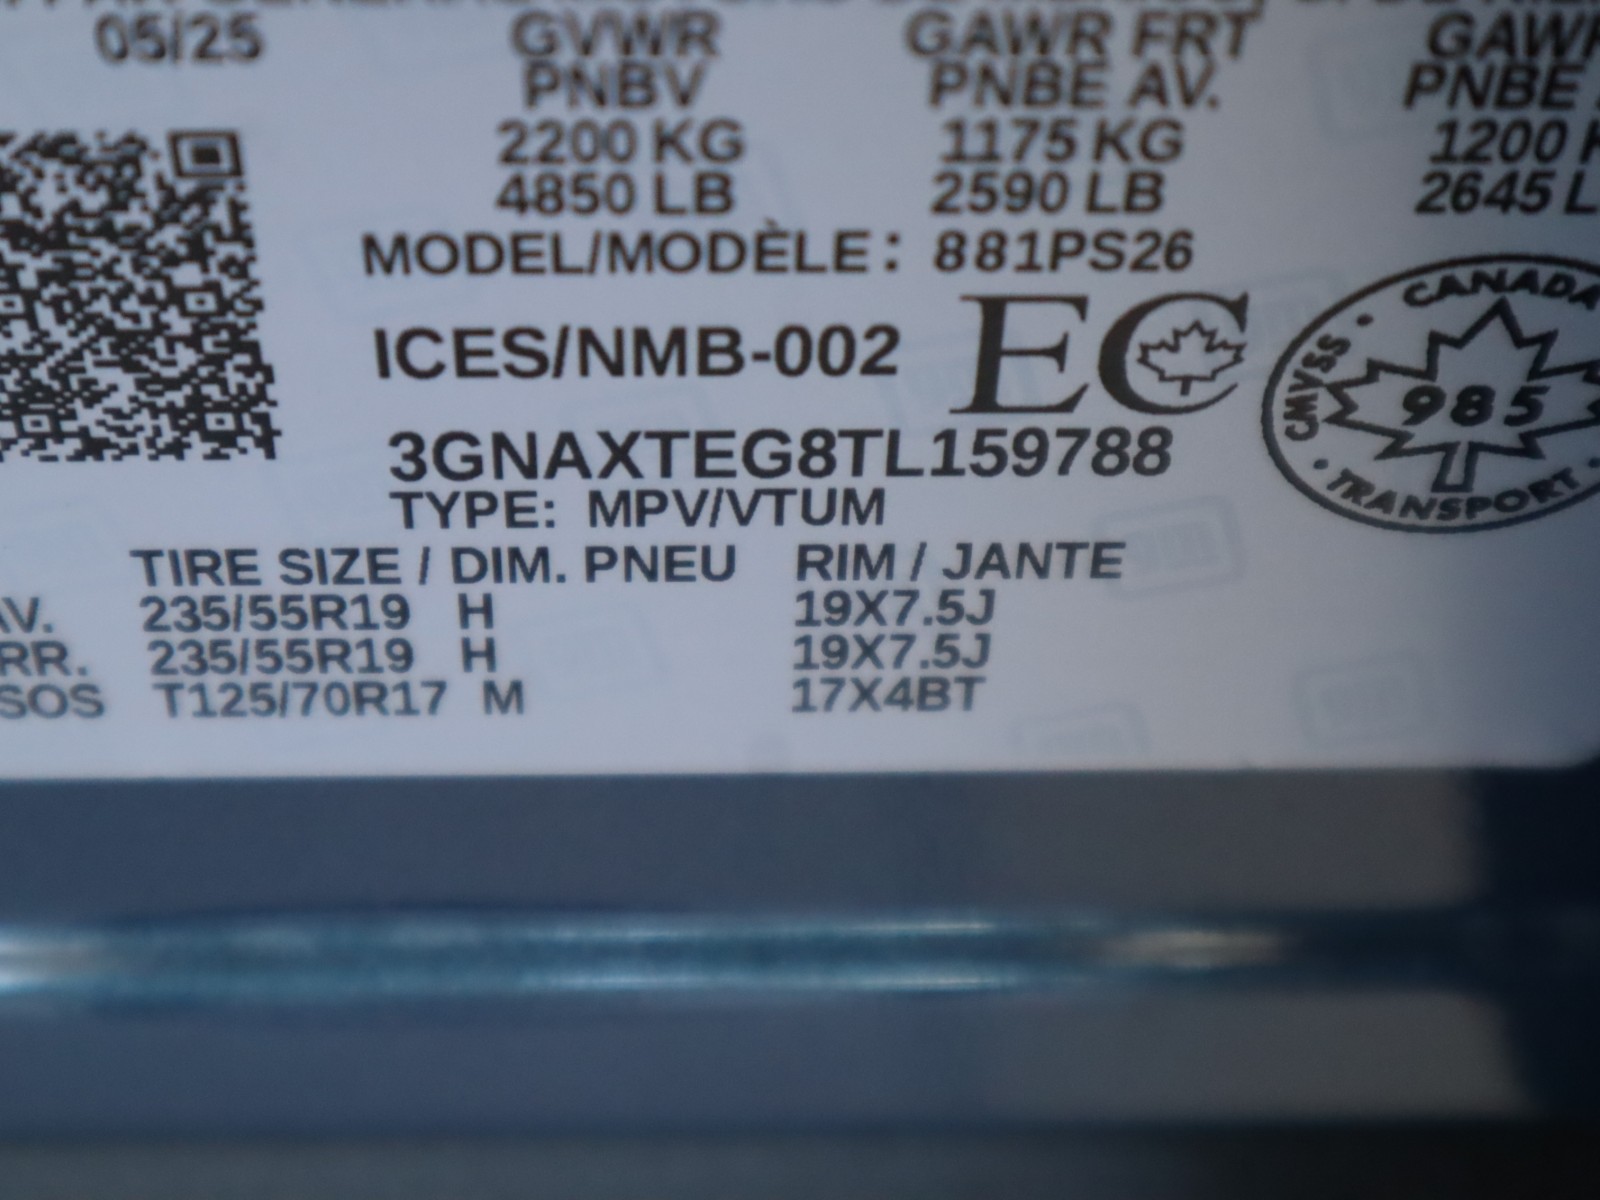 05/25 GVWR GAWR FRT GAWR
PNBV PNBE AV. PNBE
2200 KG 1175 KG 1200
4850 LB 2590 LB 2645 L
MODEL/MODÈLE: 881PS26
ICES/NMB-002 EC
CANADA
CMVSS
985
TRANSPORT
3GNAXTEG8TL159788
TYPE: MPV/VTUM
TIRE SIZE / DIM. PNEU RIM / JANTE
AV. 235/55R19 H 19X7.5J
RR. 235/55R19 H 19X7.5J
SOS T125/70R17 M 17X4BT